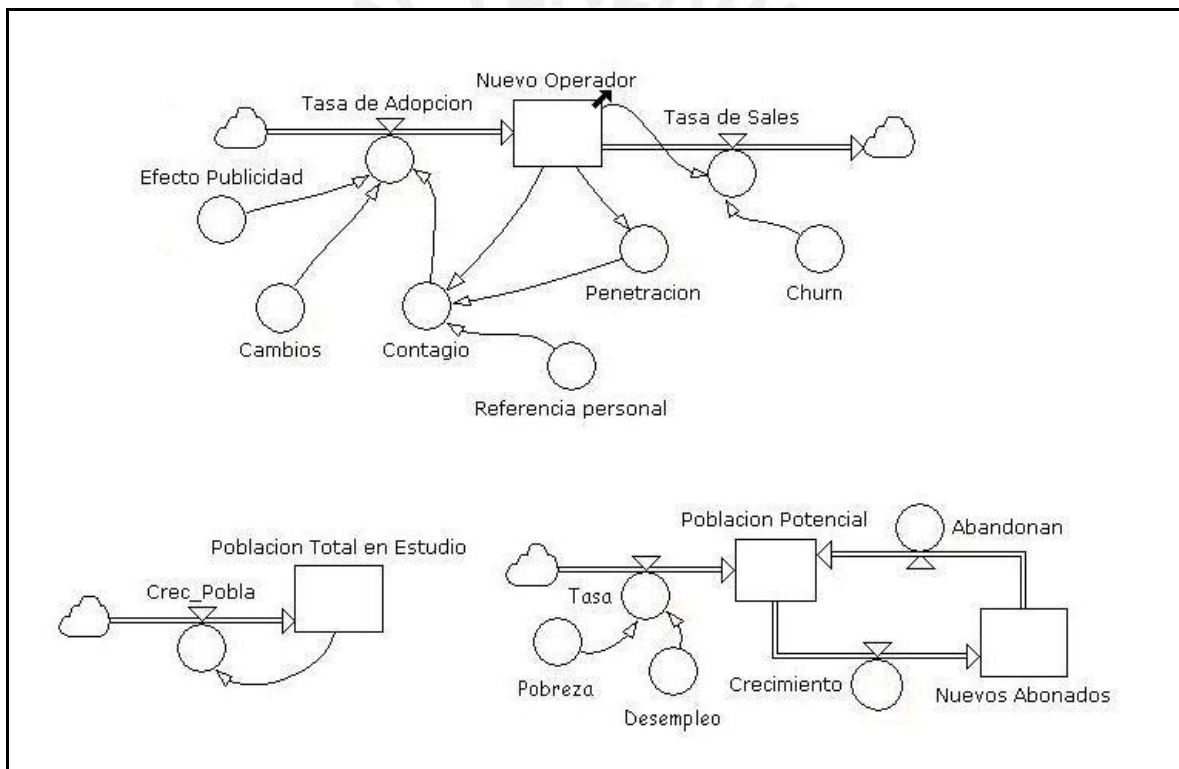 Nuevo Operador
Tasa de Adopcion
Tasa de Sales
Efecto Publicidad
Penetracion
Churn
Cambios
Contagio
Referencia personal
Poblacion Potencial
Abandonan
Poblacion Total en Estudio
Crec_Pobla
Tasa
Pobreza
Crecimiento
Nuevos Abonados
Desempleo